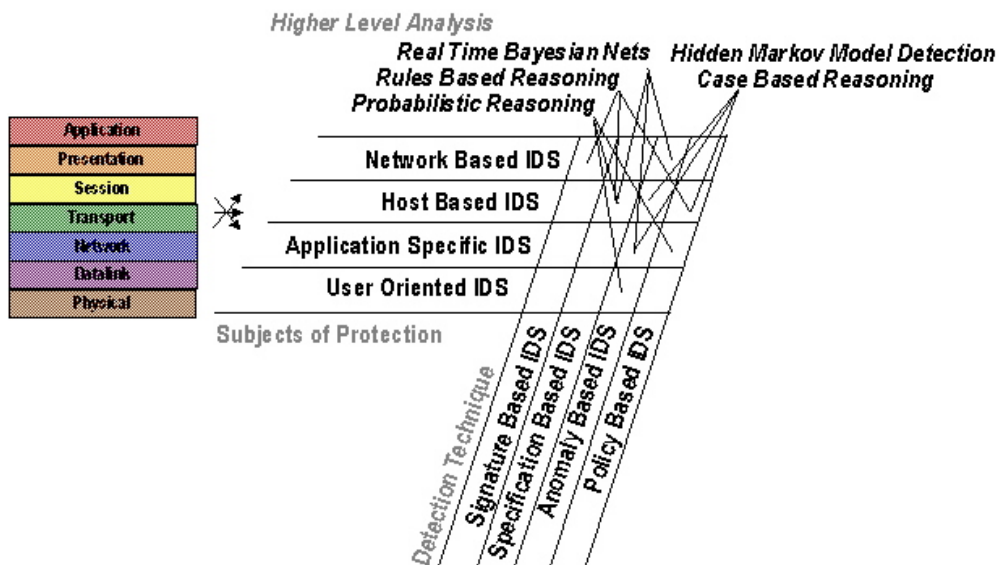 Higher Level Analysis
Real Time Bayesian Nets
Hidden Markov Model Detection
Rules Based Reasoning
Case Based Reasoning
Probabilistic Reasoning
Application
Presentation
Session
Transport
Network
Datalink
Physical
Network Based IDS
Host Based IDS
Application Specific IDS
User Oriented IDS
Subjects of Protection
Detection Technique
Signature Based IDS
Specification Based IDS
Anomaly Based IDS
Policy Based IDS